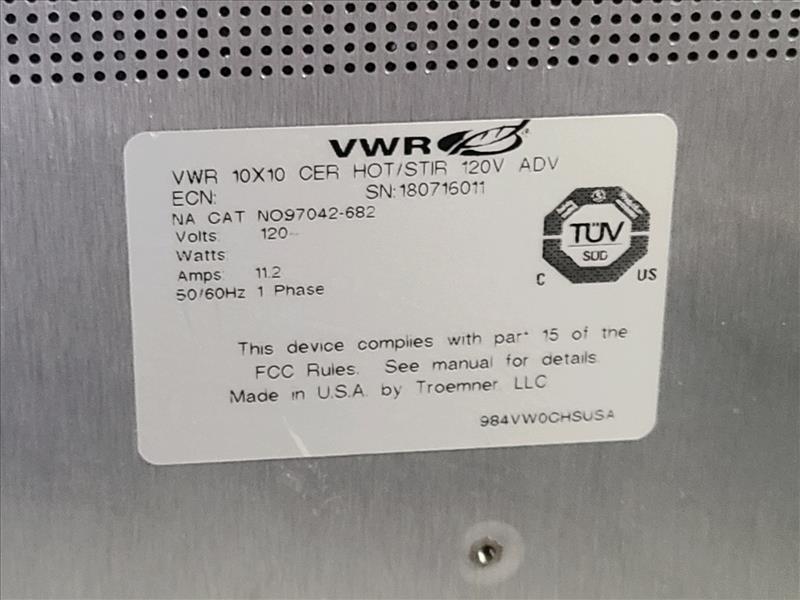 VWR
VWR 10X10 CER HOT/STIR 120V ADV
ECN: SN:180716011
NA CAT NO97042-682
Volts: 120~
Watts:
Amps: 11.2
50/60Hz 1 Phase
TÜV
SÜD
C US
This device complies with part 15 of the
FCC Rules. See manual for details.
Made in U.S.A. by Troemner, LLC
984VW0CHSUSA